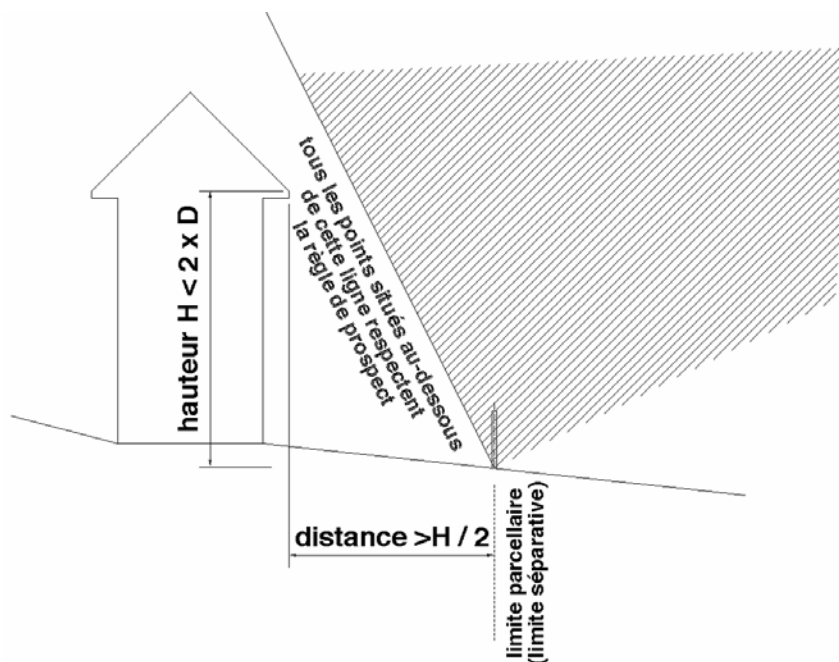 hauteur H < 2 x D
tous les points situés au-dessous
de cette ligne respectent
la règle de prospect
distance >H / 2
limite parcellaire
(limite séparative)